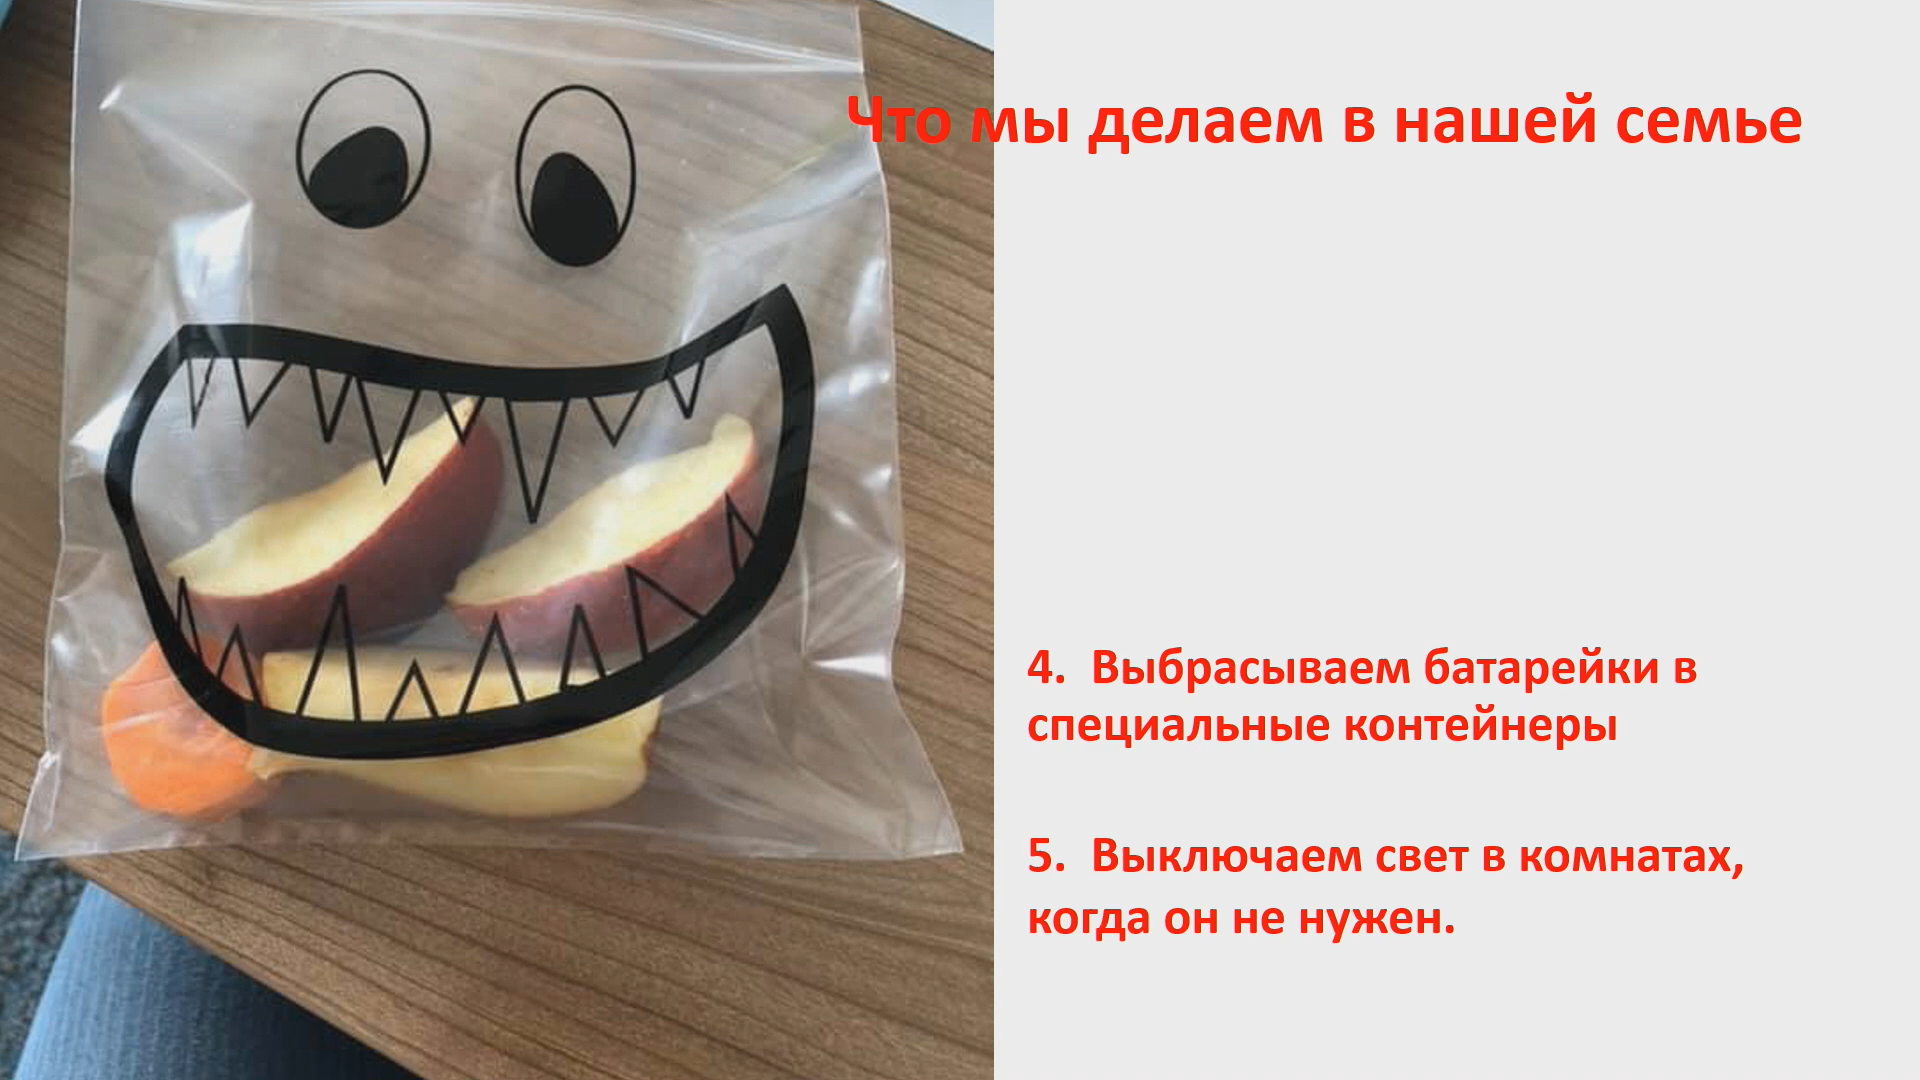 Что мы делаем в нашей семье
4. Выбрасываем батарейки в
специальные контейнеры
5. Выключаем свет в комнатах,
когда он не нужен.